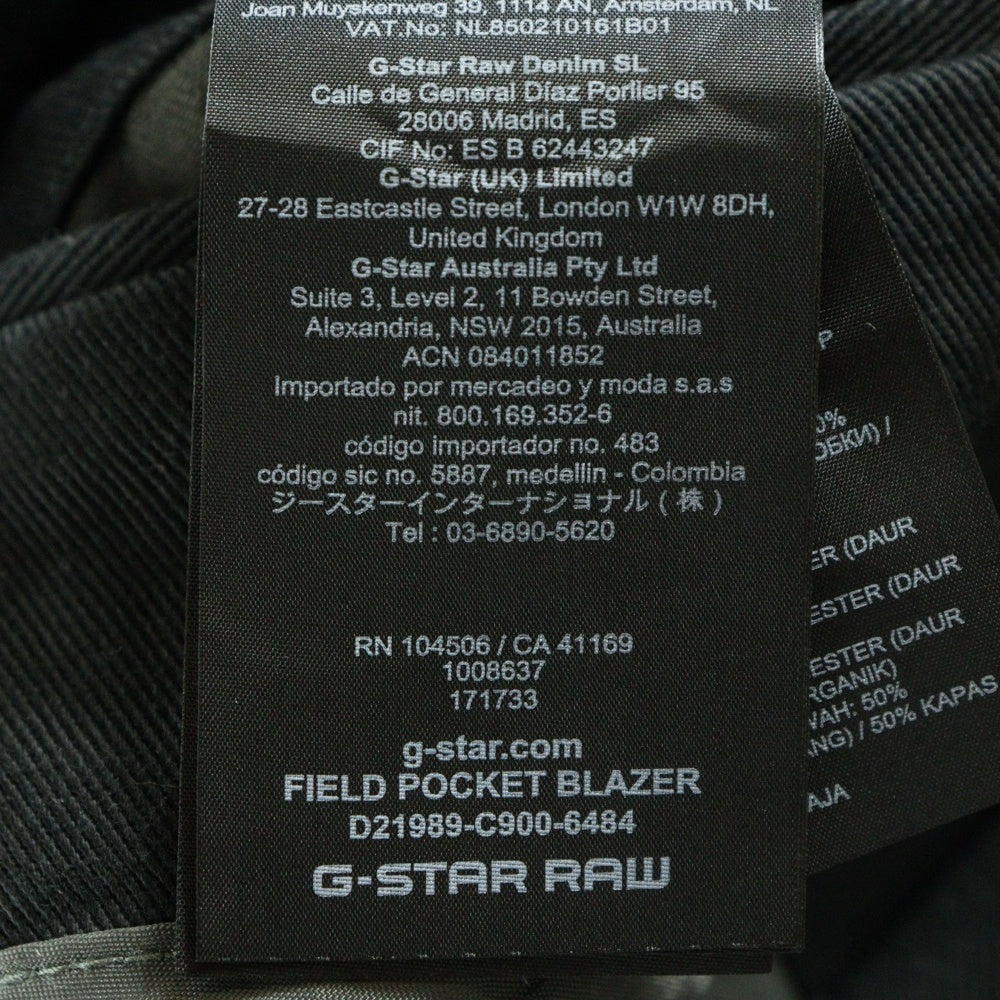 Joan Muyskenweg 39, 1114 AN, Amsterdam, NL
VAT.No: NL850210161B01
G-Star Raw Denim SL
Calle de General Díaz Porlier 95
28006 Madrid, ES
CIF No: ES B 62443247
G-Star (UK) Limited
27-28 Eastcastle Street, London W1W 8DH,
United Kingdom
G-Star Australia Pty Ltd
Suite 3, Level 2, 11 Bowden Street,
Alexandria, NSW 2015, Australia
ACN 084011852
Importado por mercadeo y moda s.a.s
nit. 800.169.352-6
código importador no. 483
código sic no. 5887, medellin - Colombia
ジースターインターナショナル ( 株 )
Tel : 03-6890-5620
RN 104506 / CA 41169
1008637
171733
g-star.com
FIELD POCKET BLAZER
D21989-C900-6484
G-STAR RAW
P
0%
ОБКИ) /
ER (DAUR
ESTER (DAUR
ESTER (DAUR
RGANIK)
WAH: 50%
NG) / 50% KAPAS
AJA